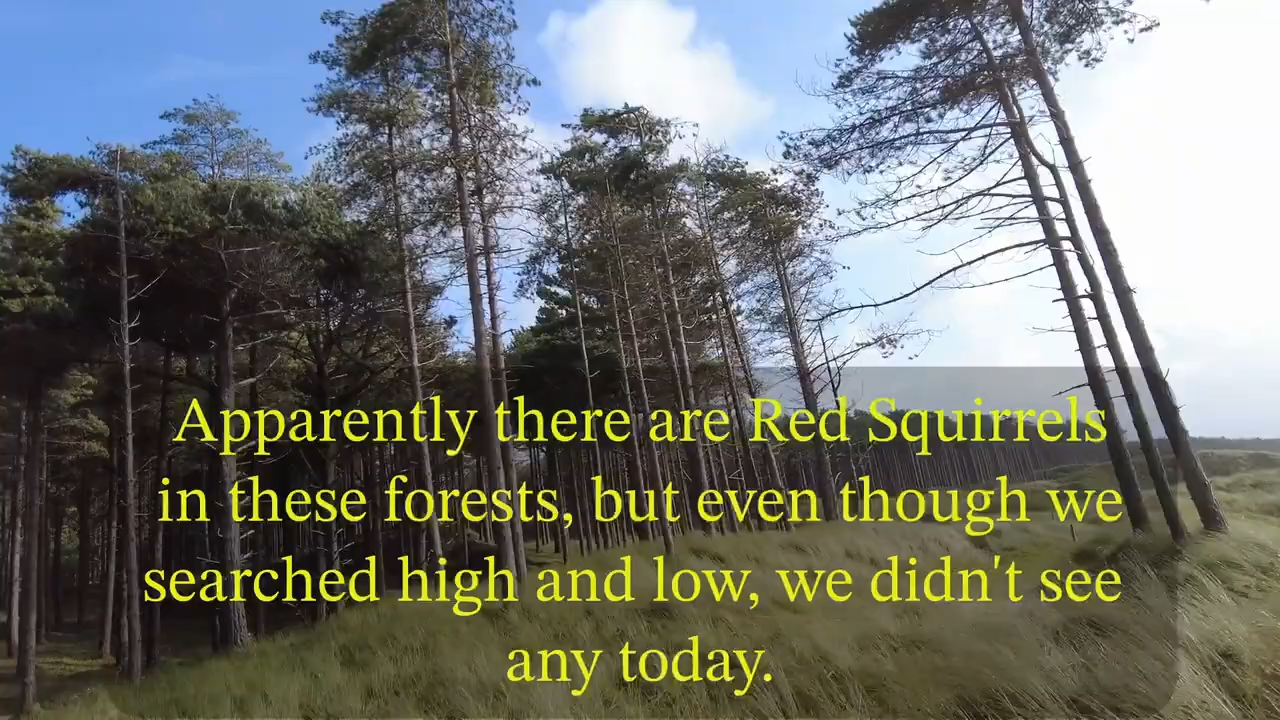 Apparently there are Red Squirrels
in these forests, but even though we
searched high and low, we didn't see
any today.